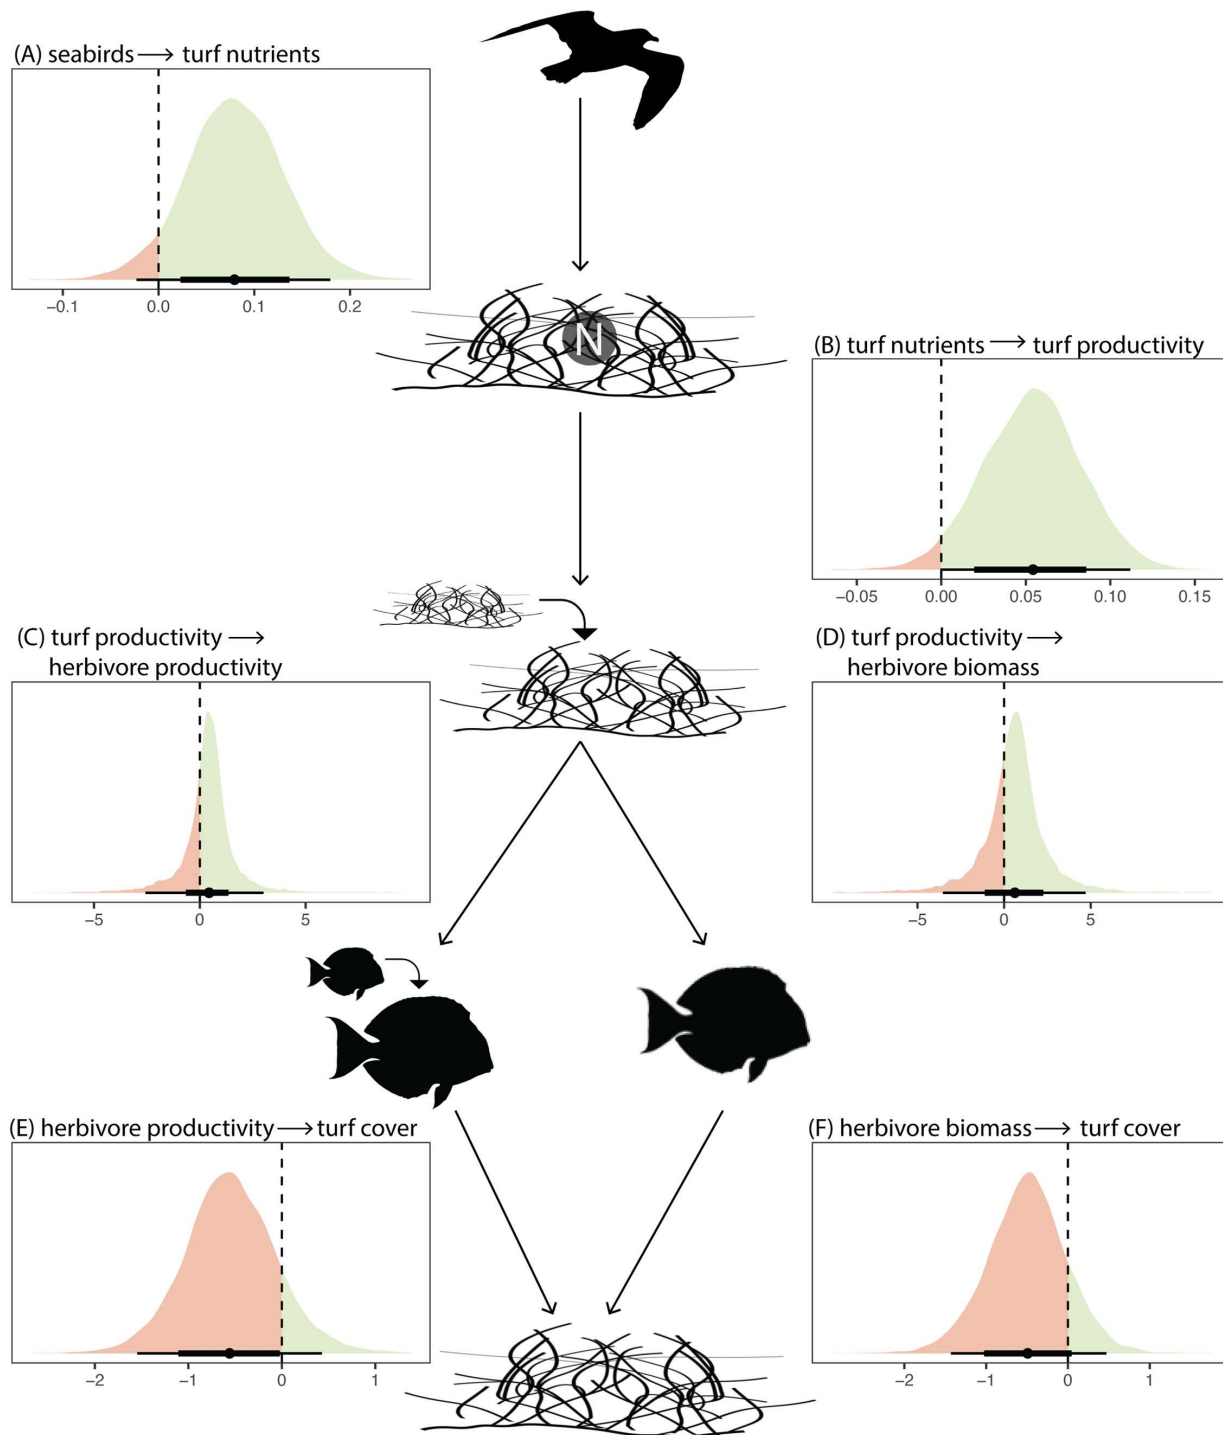 (A) seabirds → turf nutrients
−0.1 0.0 0.1 0.2
N
(B) turf nutrients → turf productivity
−0.05 0.00 0.05 0.10 0.15
(C) turf productivity →
herbivore productivity
−5 0 5
(D) turf productivity →
herbivore biomass
−5 0 5
(E) herbivore productivity → turf cover
−2 −1 0 1
(F) herbivore biomass → turf cover
−2 −1 0 1